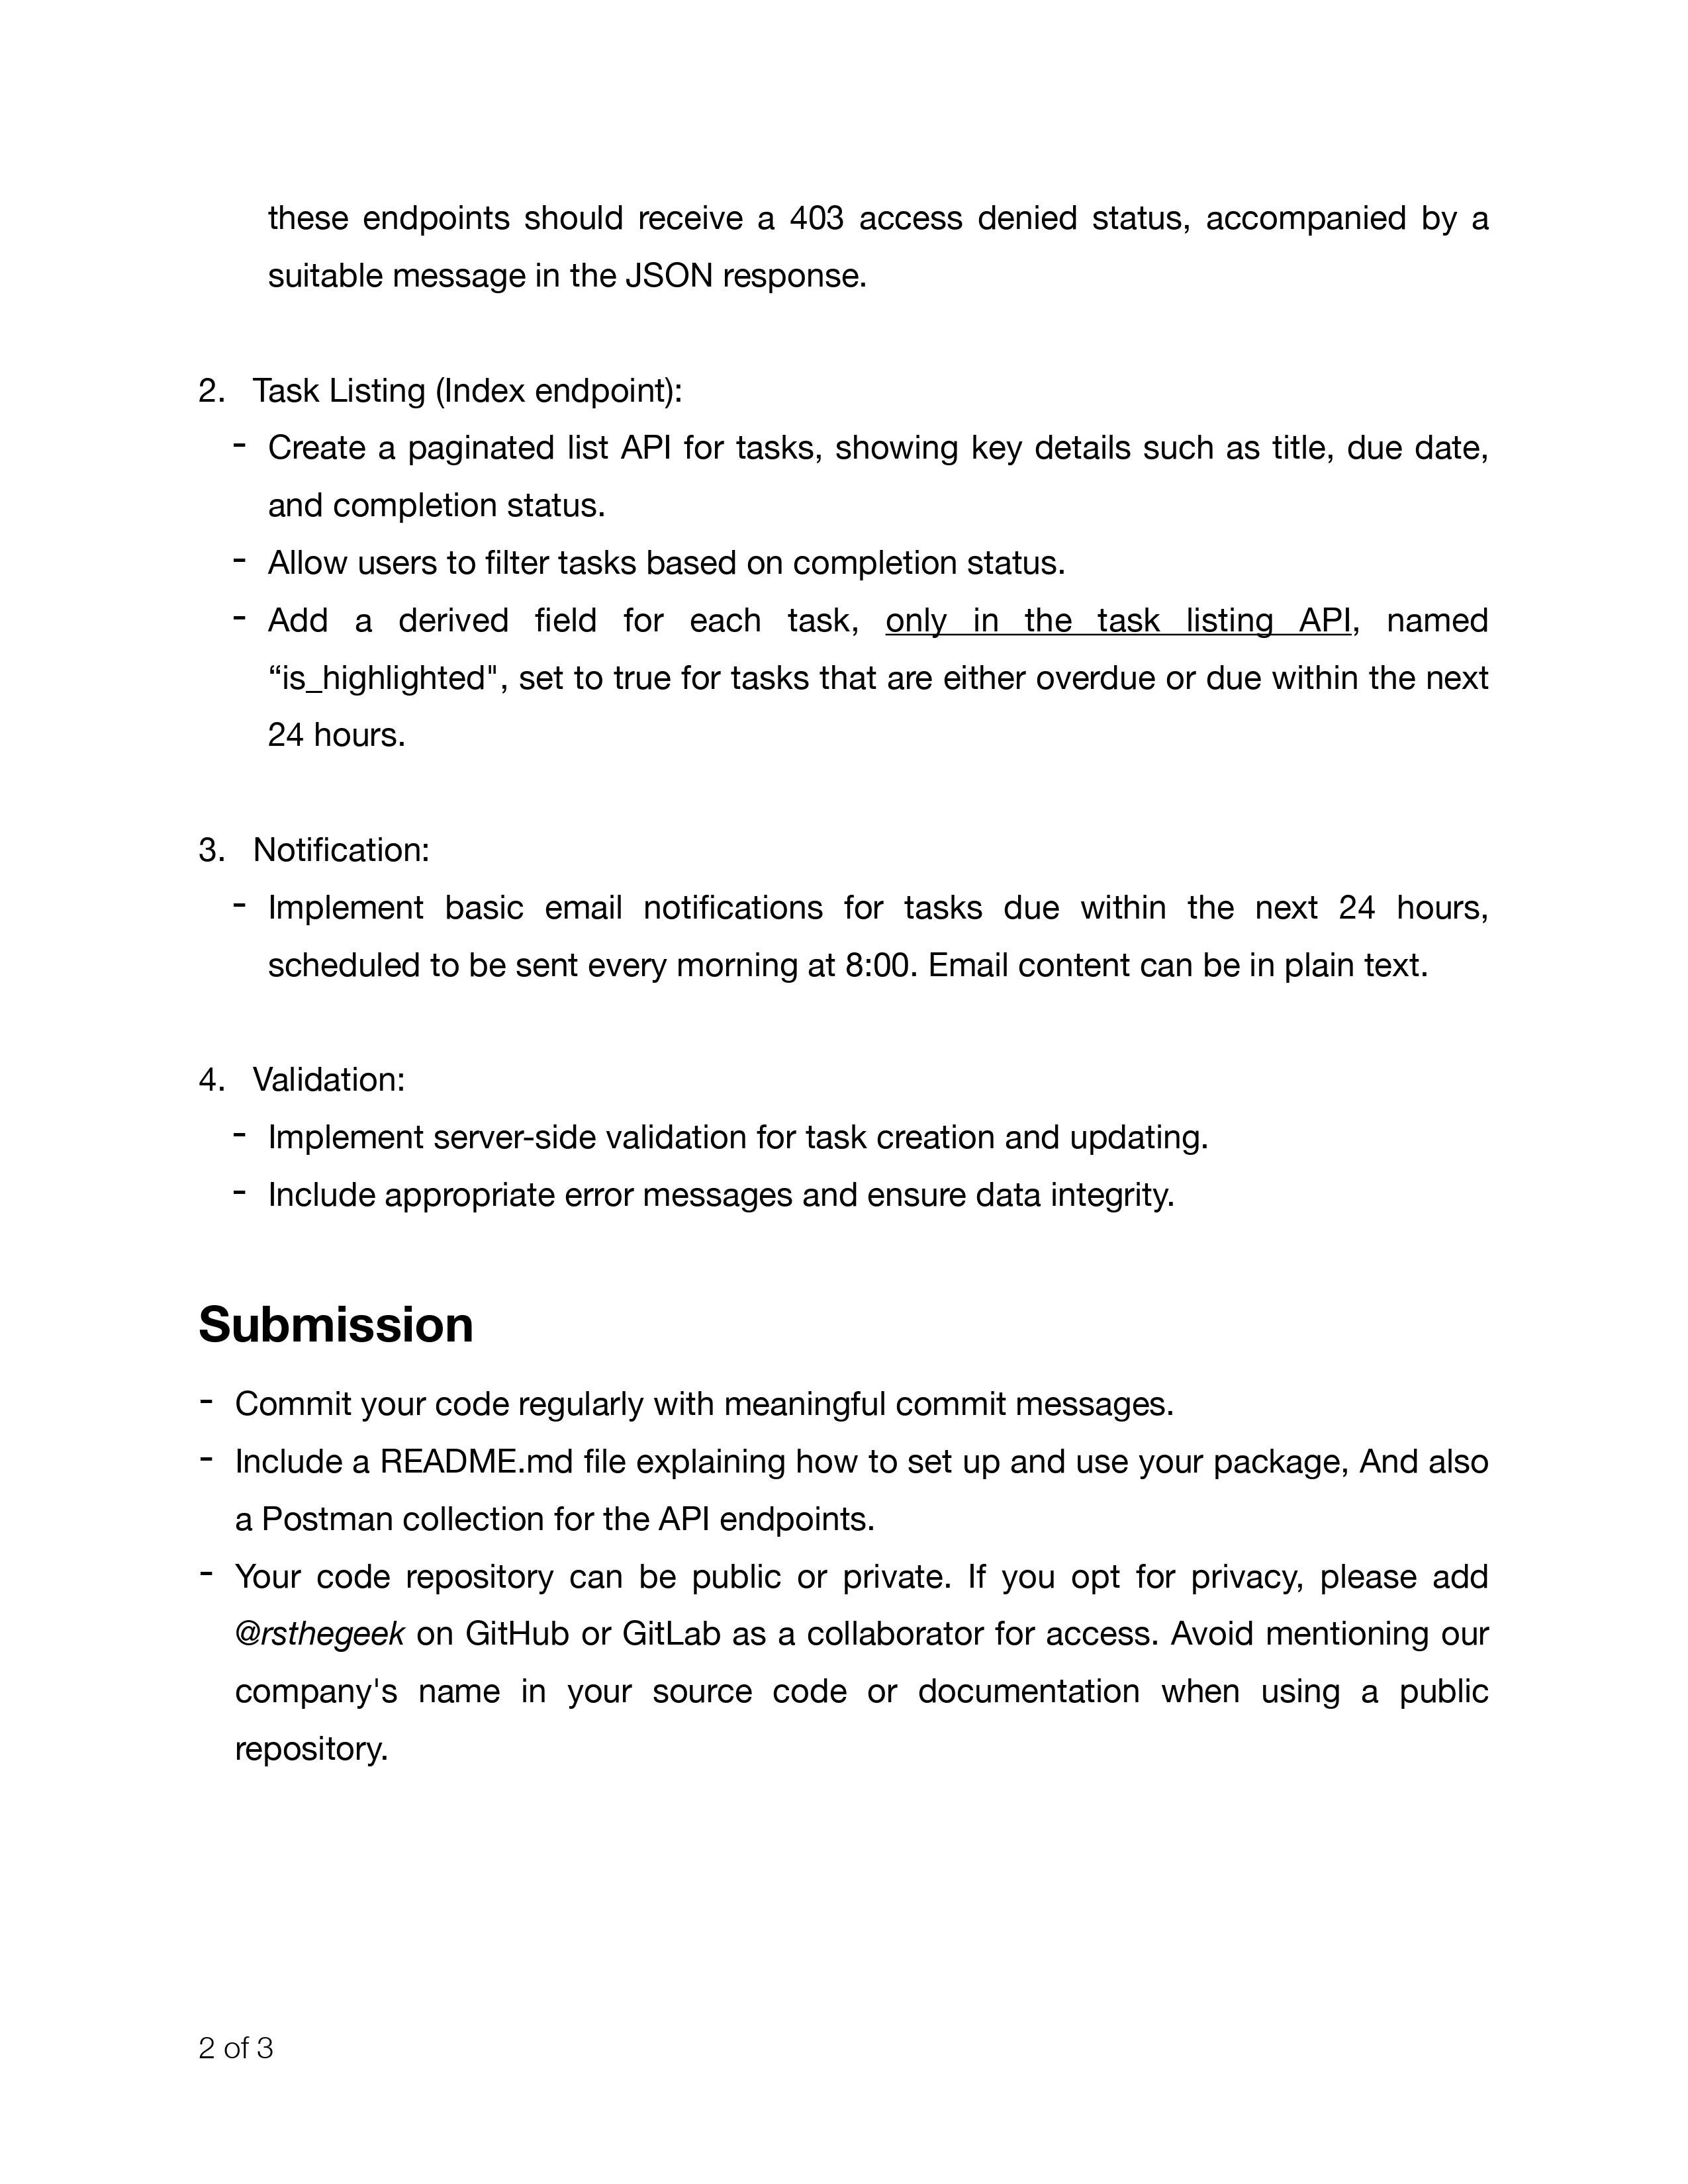 these endpoints should receive a 403 access denied status, accompanied by a
suitable message in the JSON response.
2. Task Listing (Index endpoint):
- Create a paginated list API for tasks, showing key details such as title, due date,
and completion status.
- Allow users to filter tasks based on completion status.
- Add a derived field for each task, only in the task listing API, named
“is_highlighted", set to true for tasks that are either overdue or due within the next
24 hours.
3. Notification:
- Implement basic email notifications for tasks due within the next 24 hours,
scheduled to be sent every morning at 8:00. Email content can be in plain text.
4. Validation:
- Implement server-side validation for task creation and updating.
- Include appropriate error messages and ensure data integrity.
Submission
- Commit your code regularly with meaningful commit messages.
- Include a README.md file explaining how to set up and use your package, And also
a Postman collection for the API endpoints.
- Your code repository can be public or private. If you opt for privacy, please add
@rsthegeek on GitHub or GitLab as a collaborator for access. Avoid mentioning our
company's name in your source code or documentation when using a public
repository.
2 of 3